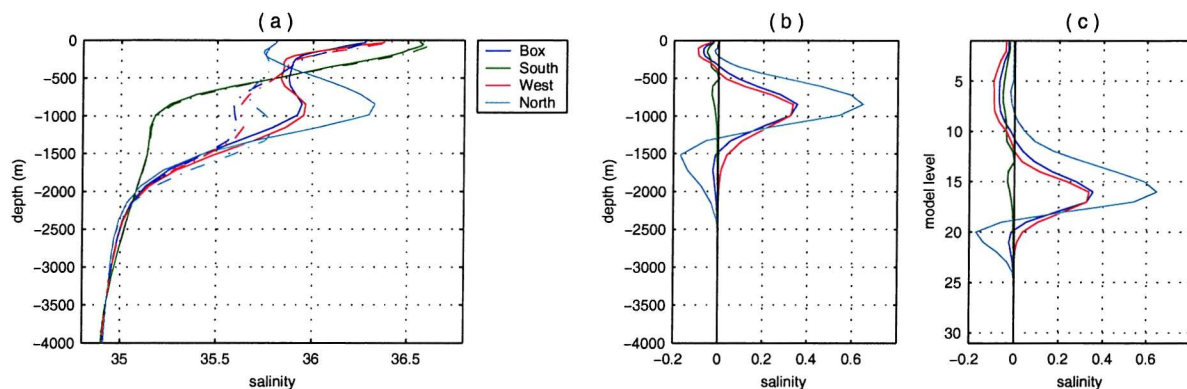 ( a )
0
−500
−1000
−1500
−2000
−2500
−3000
−3500
−4000
depth (m)
35
35.5
36
36.5
salinity
Box
South
West
North
( b )
0
−500
−1000
−1500
−2000
−2500
−3000
−3500
−4000
depth (m)
−0.2
0
0.2
0.4
0.6
salinity
( c )
5
10
15
20
25
30
model level
−0.2
0
0.2
0.4
0.6
salinity